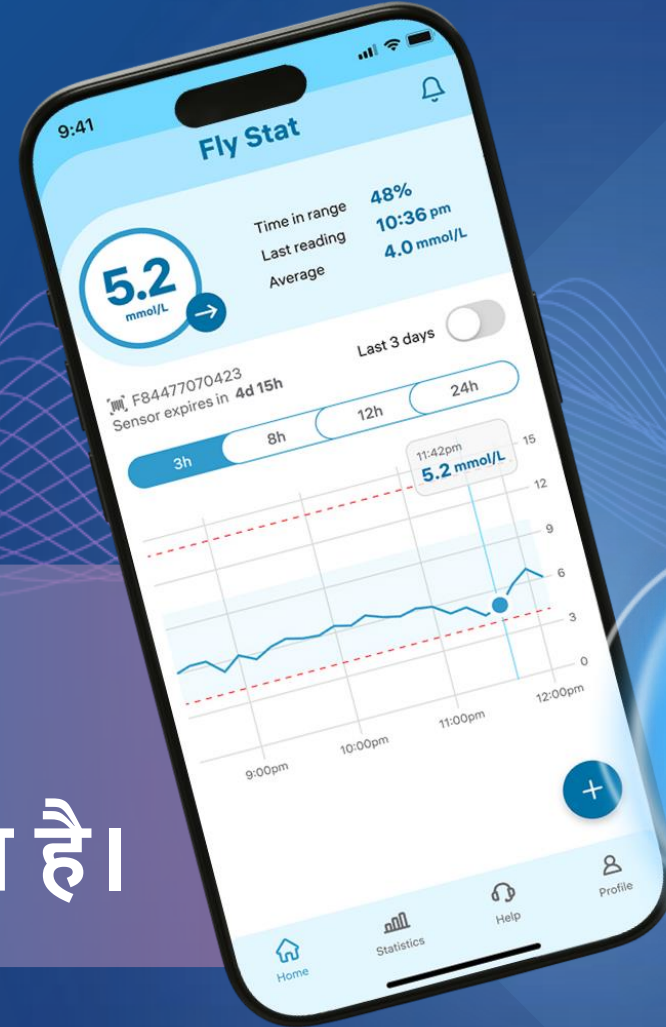 9:41
Fly Stat
5.2
mmol/L
Time in range 48%
Last reading 10:36 pm
Average 4.0 mmol/L
F84477070423
Sensor expires in 4d 15h
Last 3 days
3h 8h 12h 24h
11:42pm
5.2 mmol/L
15
12
9
6
3
0
9:00pm 10:00pm 11:00pm 12:00pm
है।
Home Statistics Help Profile